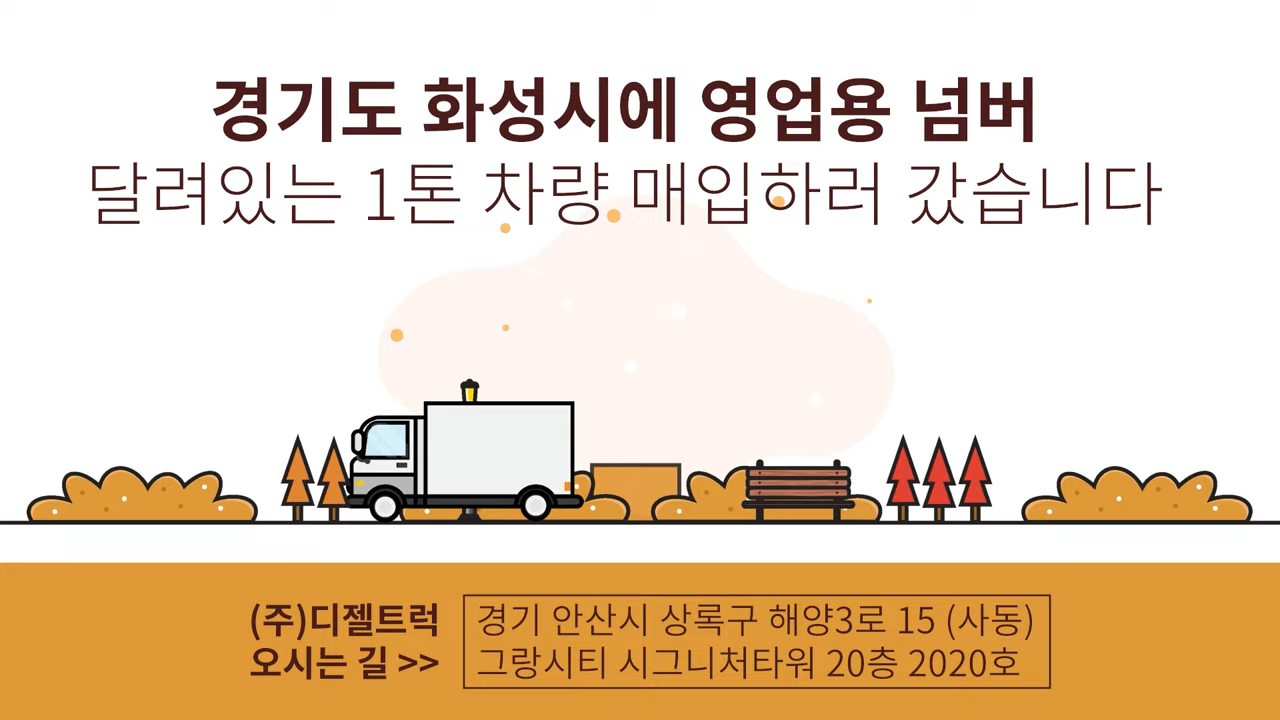 경기도 화성시에 영업용 넘버
달려있는 1톤 차량 매입하러 갔습니다
(주)디젤트럭
오시는 길 >>
경기 안산시 상록구 해양3로 15 (사동)
그랑시티 시그니처타워 20층 2020호